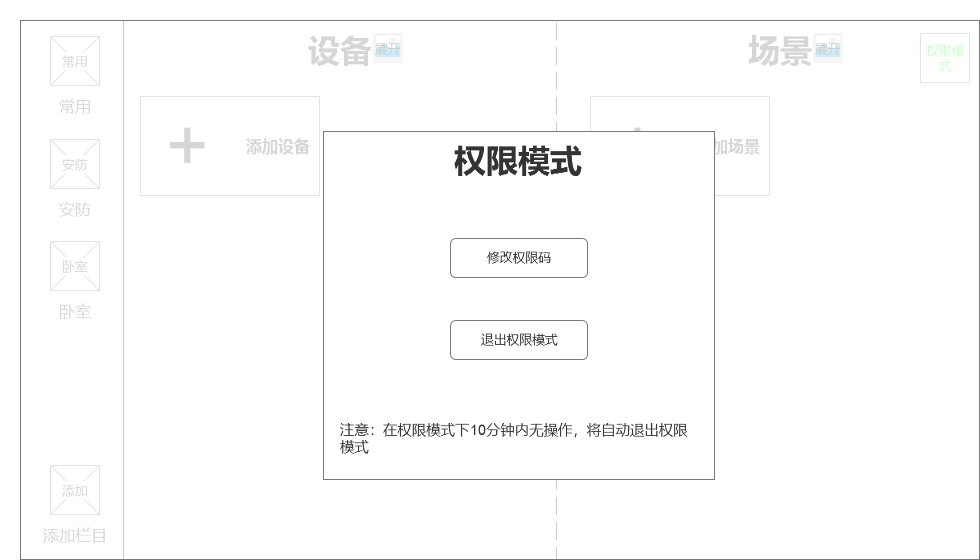 常用
常用
安防
安防
卧室
卧室
添加
添加栏目
设备
展开
场景
展开
权限模
式
添加设备
加场景
权限模式
修改权限码
退出权限模式
注意：在权限模式下10分钟内无操作，将自动退出权限
模式